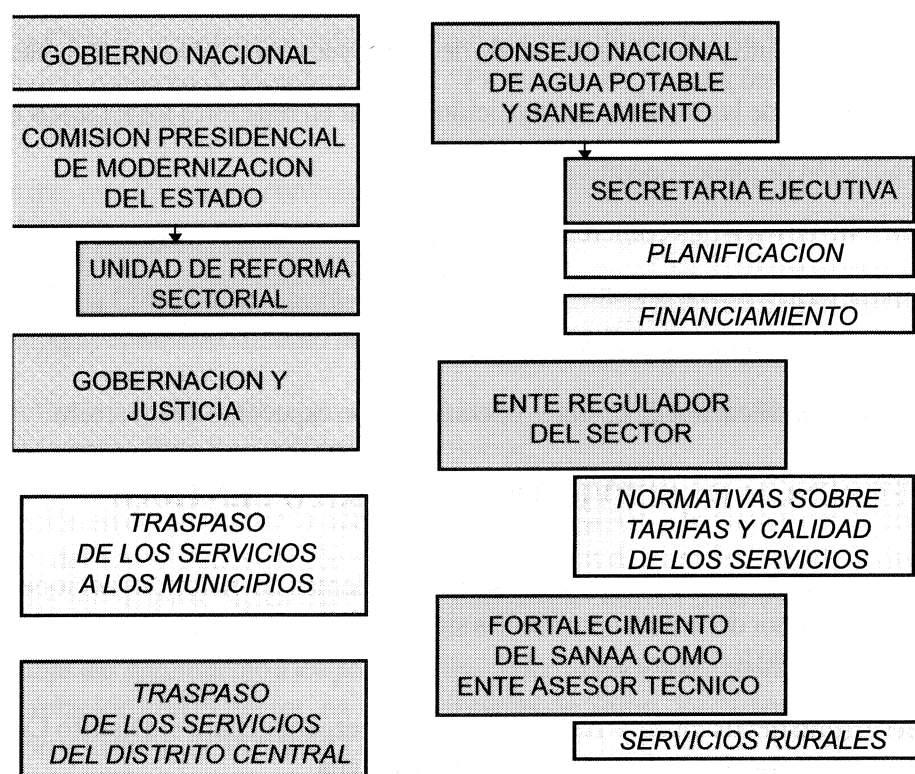 GOBIERNO NACIONAL
COMISION PRESIDENCIAL
DE MODERNIZACION
DEL ESTADO
UNIDAD DE REFORMA
SECTORIAL
GOBERNACION Y
JUSTICIA
TRASPASO
DE LOS SERVICIOS
A LOS MUNICIPIOS
TRASPASO
DE LOS SERVICIOS
DEL DISTRITO CENTRAL
CONSEJO NACIONAL
DE AGUA POTABLE
Y SANEAMIENTO
SECRETARIA EJECUTIVA
PLANIFICACION
FINANCIAMIENTO
ENTE REGULADOR
DEL SECTOR
NORMATIVAS SOBRE
TARIFAS Y CALIDAD
DE LOS SERVICIOS
FORTALECIMIENTO
DEL SANAA COMO
ENTE ASESOR TECNICO
SERVICIOS RURALES